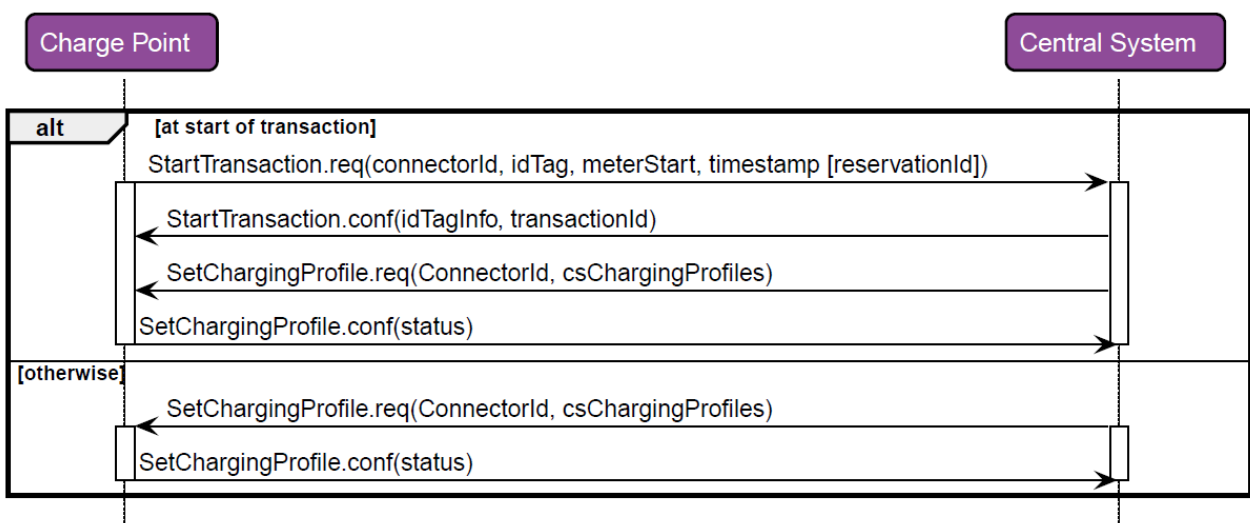 Charge Point
Central System
alt
[at start of transaction]
StartTransaction.req(connectorId, idTag, meterStart, timestamp [reservationId])
StartTransaction.conf(idTagInfo, transactionId)
SetChargingProfile.req(ConnectorId, csChargingProfiles)
SetChargingProfile.conf(status)
[otherwise]
SetChargingProfile.req(ConnectorId, csChargingProfiles)
SetChargingProfile.conf(status)